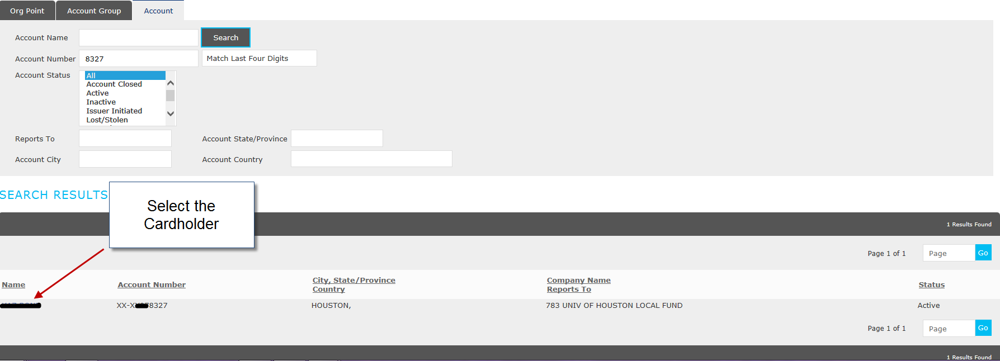 Org Point Account Group Account
Account Name Search
Account Number 8327 Match Last Four Digits
Account Status All
Account Closed
Active
Inactive
Issuer Initiated
Lost/Stolen
Reports To Account State/Province
Account City Account Country
SEARCH RESULTS
Select the
Cardholder
1 Results Found
Page 1 of 1 Page Go
Name Account Number City, State/Province Country Company Name Reports To Status
8327 HOUSTON, 783 UNIV OF HOUSTON LOCAL FUND Active
Page 1 of 1 Page Go
1 Results Found